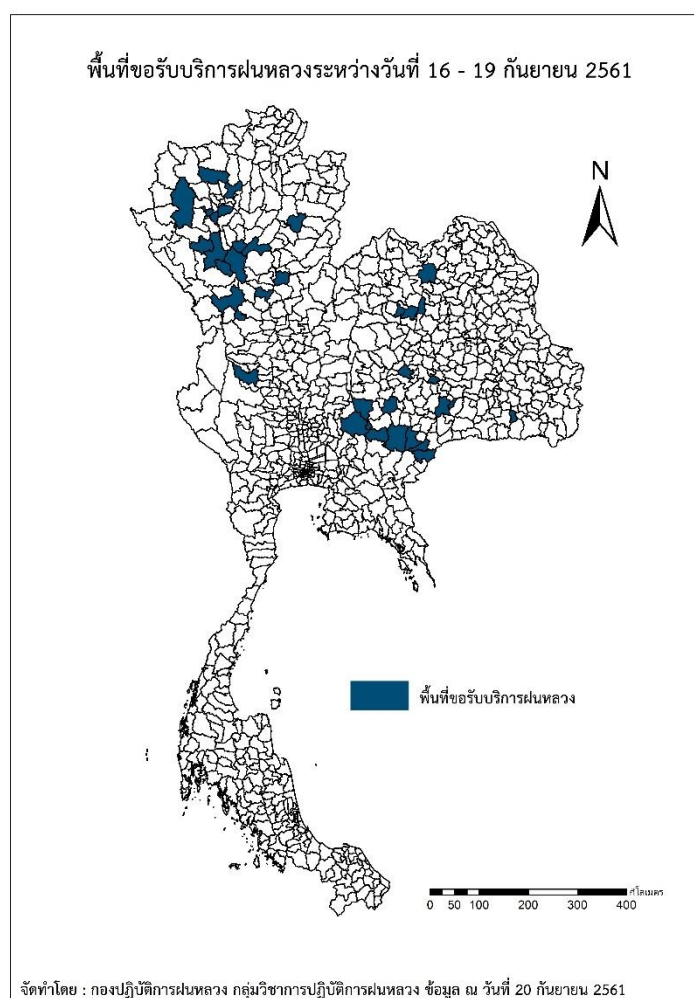 พื้นที่ขอรับบริการฝนหลวงระหว่างวันที่ 16 - 19 กันยายน 2561
N
พื้นที่ขอรับบริการฝนหลวง
กิโลเมตร
0 50 100 200 300 400
จัดทำโดย : กองปฏิบัติการฝนหลวง กลุ่มวิชาการปฏิบัติการฝนหลวง ข้อมูล ณ วันที่ 20 กันยายน 2561